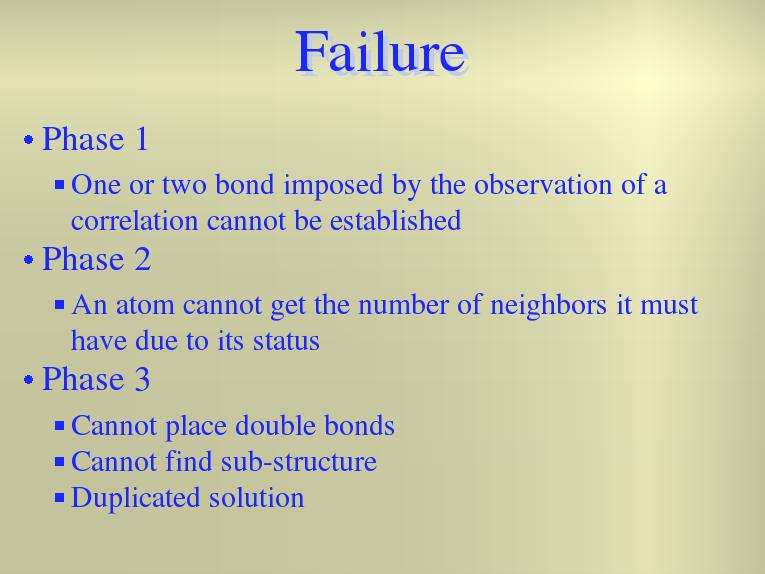 Failure
• Phase 1
▪ One or two bond imposed by the observation of a
correlation cannot be established
• Phase 2
▪ An atom cannot get the number of neighbors it must
have due to its status
• Phase 3
▪ Cannot place double bonds
▪ Cannot find sub-structure
▪ Duplicated solution